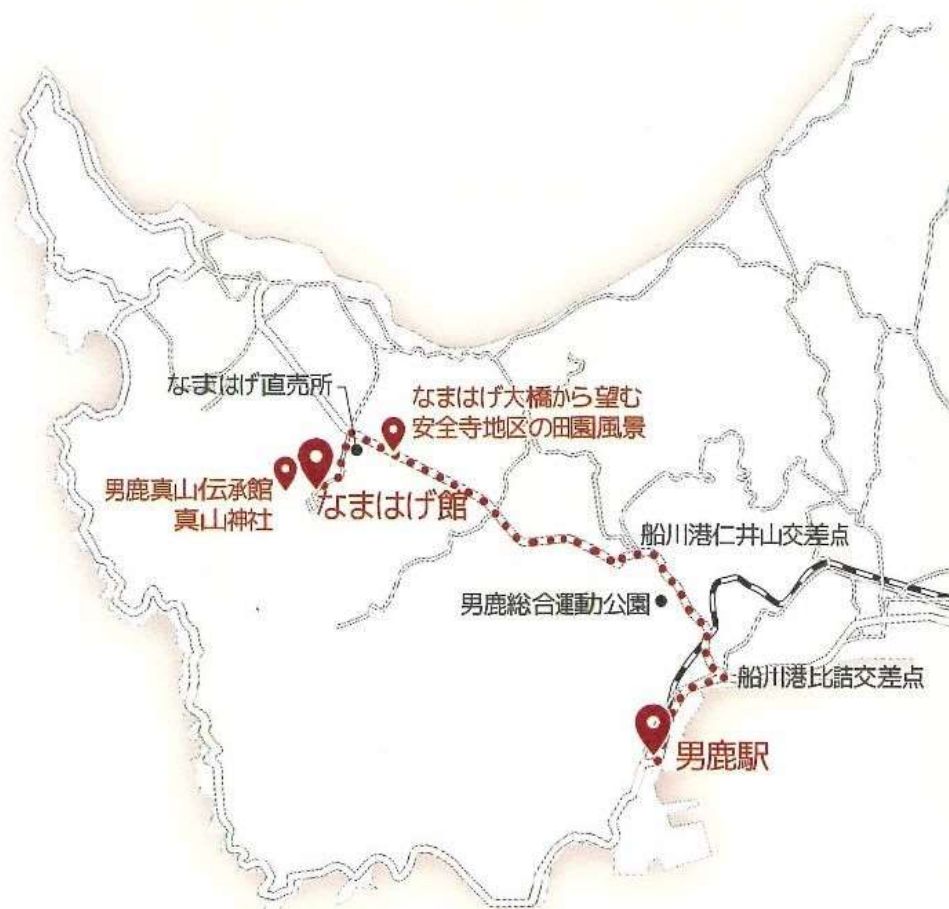 なまはげ直売所
なまはげ大橋から望む
安全寺地区の田園風景
男鹿真山伝承館
真山神社
なまはげ館
船川港仁井山交差点
男鹿総合運動公園
船川港比詰交差点
男鹿駅